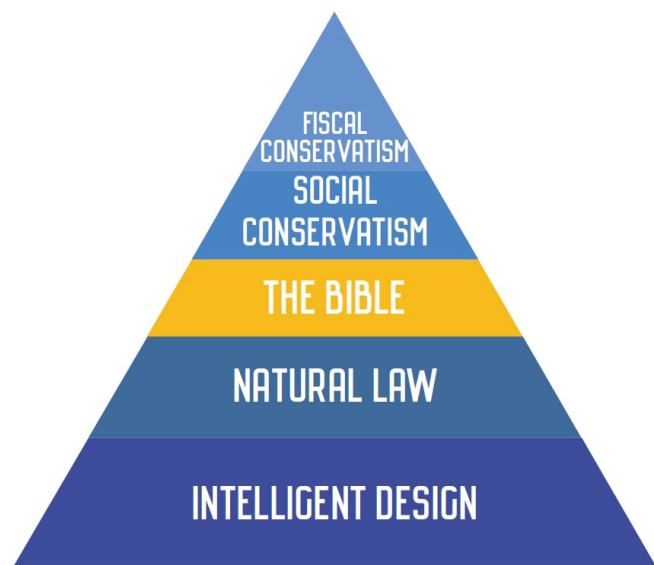 FISCAL
CONSERVATISM
SOCIAL
CONSERVATISM
THE BIBLE
NATURAL LAW
INTELLIGENT DESIGN